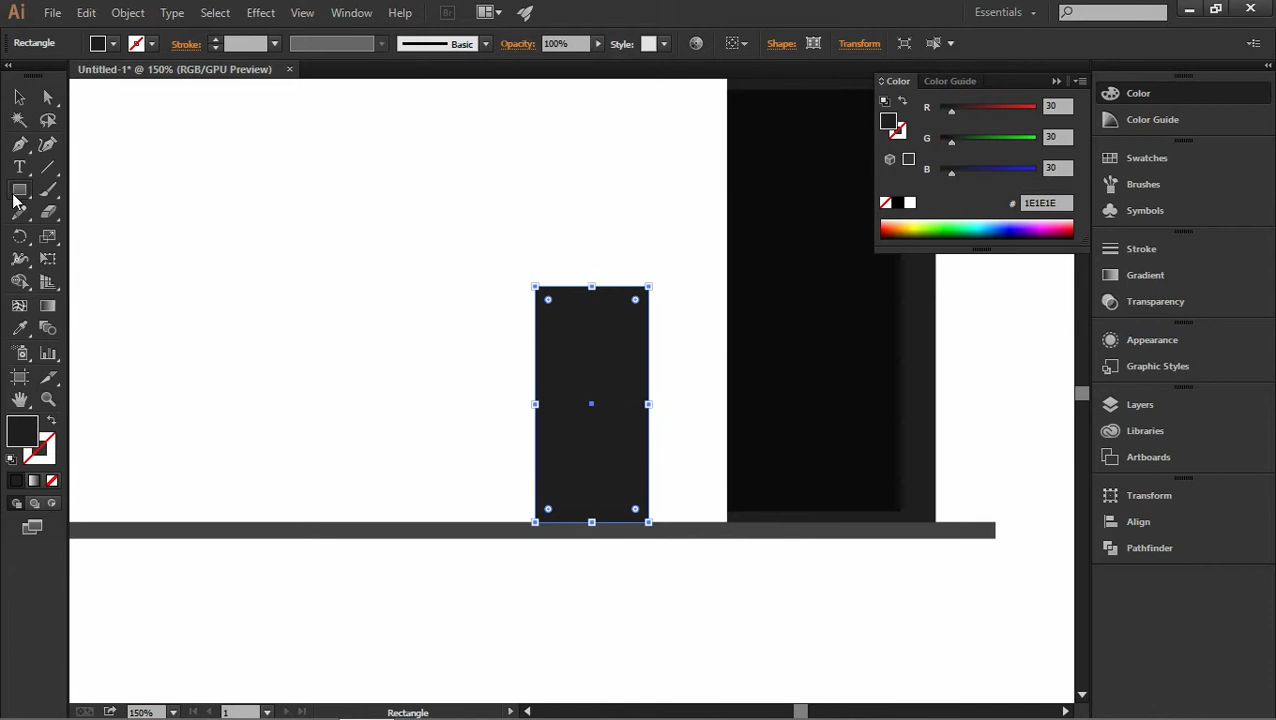 Ai File Edit Object Type Select Effect View Window Help Br Essentials
Rectangle Stroke: Basic Opacity: 100% Style: Shape: Transform
Untitled-1* @ 150% (RGB/GPU Preview)
Color Color Guide
R 30
G 30
B 30
# 1E1E1E
Color
Color Guide
Swatches
Brushes
Symbols
Stroke
Gradient
Transparency
Appearance
Graphic Styles
Layers
Libraries
Artboards
Transform
Align
Pathfinder
T
150% 1 Rectangle